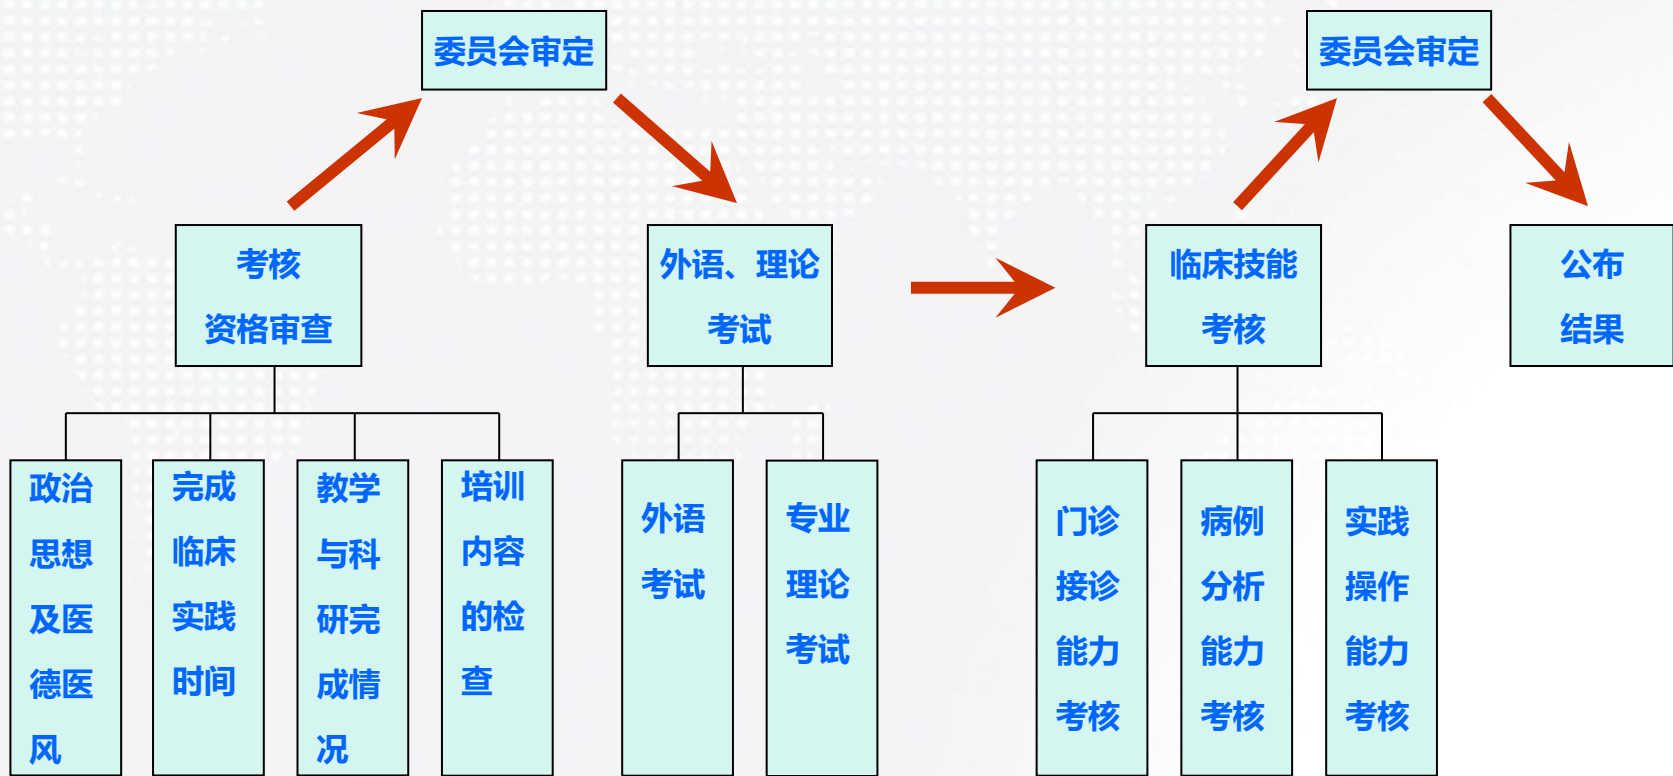 委员会审定
委员会审定
考核
资格审查
外语、理论
考试
临床技能
考核
公布
结果
政治
思想
及医
德医
风
完成
临床
实践
时间
教学
与科
研完
成情
况
培训
内容
的检
查
外语
考试
专业
理论
考试
门诊
接诊
能力
考核
病例
分析
能力
考核
实践
操作
能力
考核